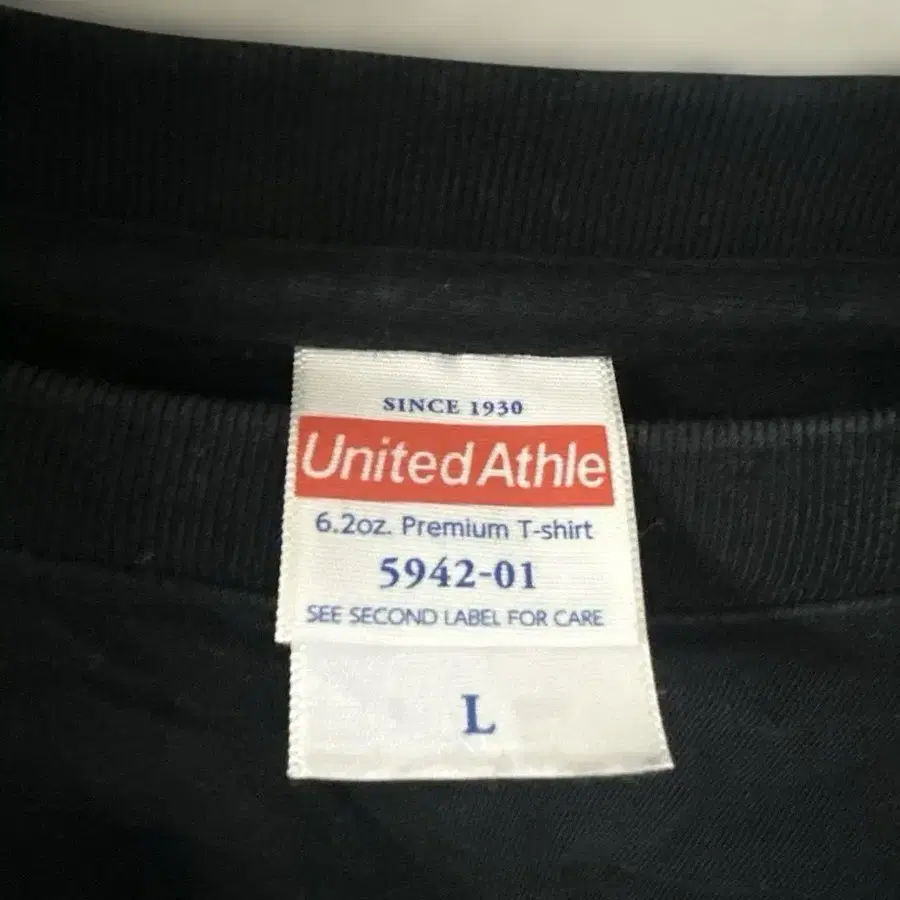 SINCE 1930
United Athle
6.2oz. Premium T-shirt
5942-01
SEE SECOND LABEL FOR CARE
L